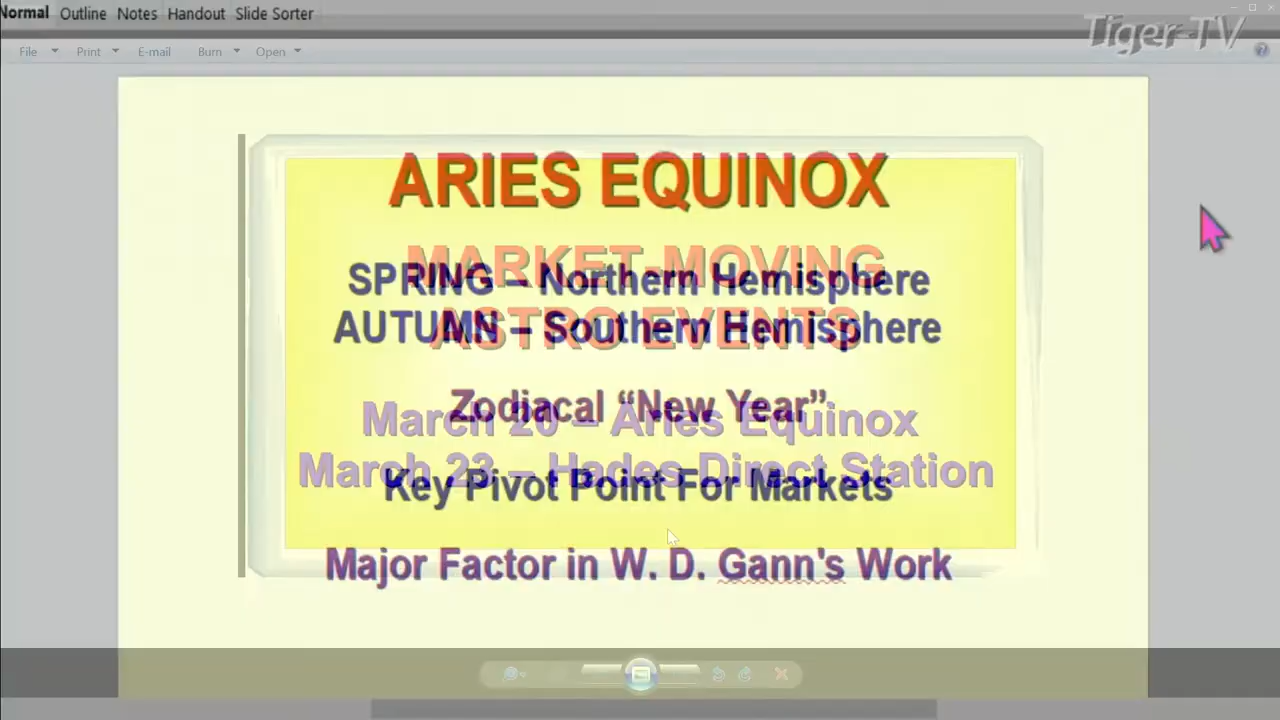 Normal Outline Notes Handout Slide Sorter
Tiger-TV
File Print E-mail Burn Open
ARIES EQUINOX
MARKET-MOVING
SPRING – Northern Hemisphere
ASTRO EVENTS
AUTUMN – Southern Hemisphere
Zodiacal “New Year”
March 20 – Aries Equinox
March 23 – Hades Direct Station
Key Pivot Point For Markets
Major Factor in W. D. Gann's Work